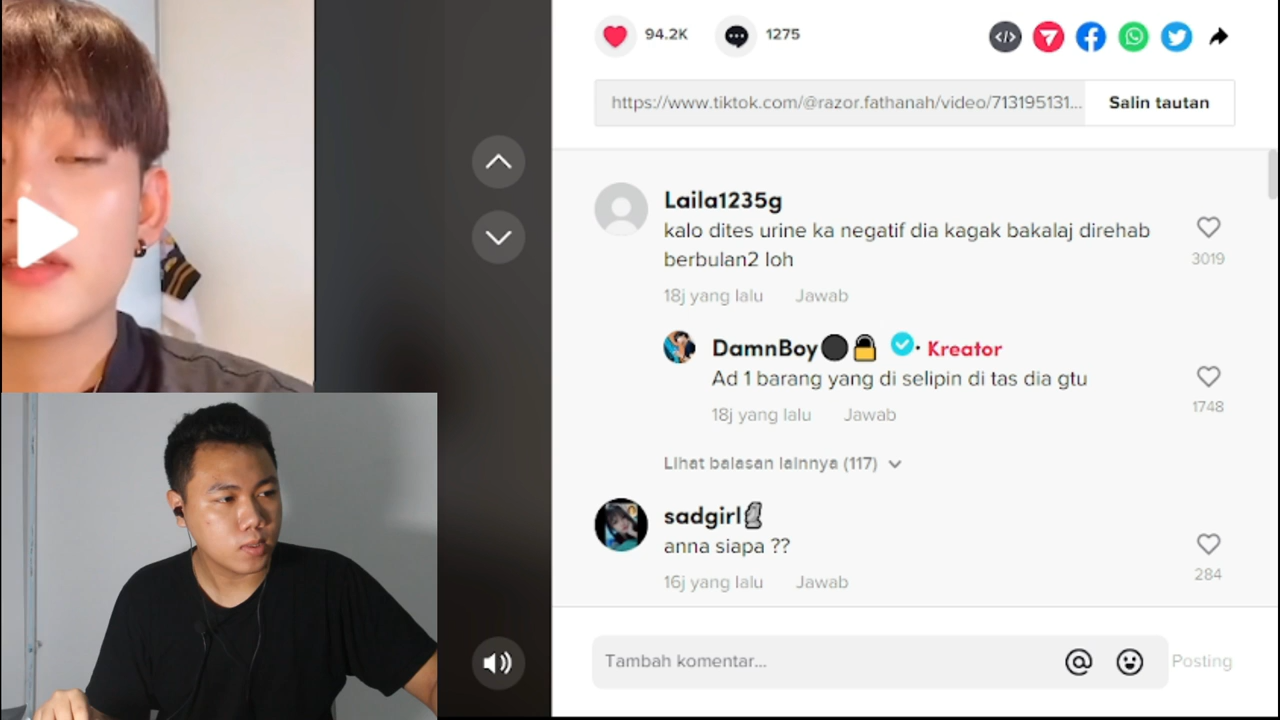 94.2K
1275
https://www.tiktok.com/@razor.fathanah/video/713195131...
Salin tautan
Laila1235g
kalo dites urine ka negatif dia kagak bakalaj direhab
berbulan2 loh
3019
18j yang lalu Jawab
DamnBoy · Kreator
Ad 1 barang yang di selipin di tas dia gtu
1748
18j yang lalu Jawab
Lihat balasan lainnya (117)
sadgirl
anna siapa ??
284
16j yang lalu Jawab
Tambah komentar...
Posting